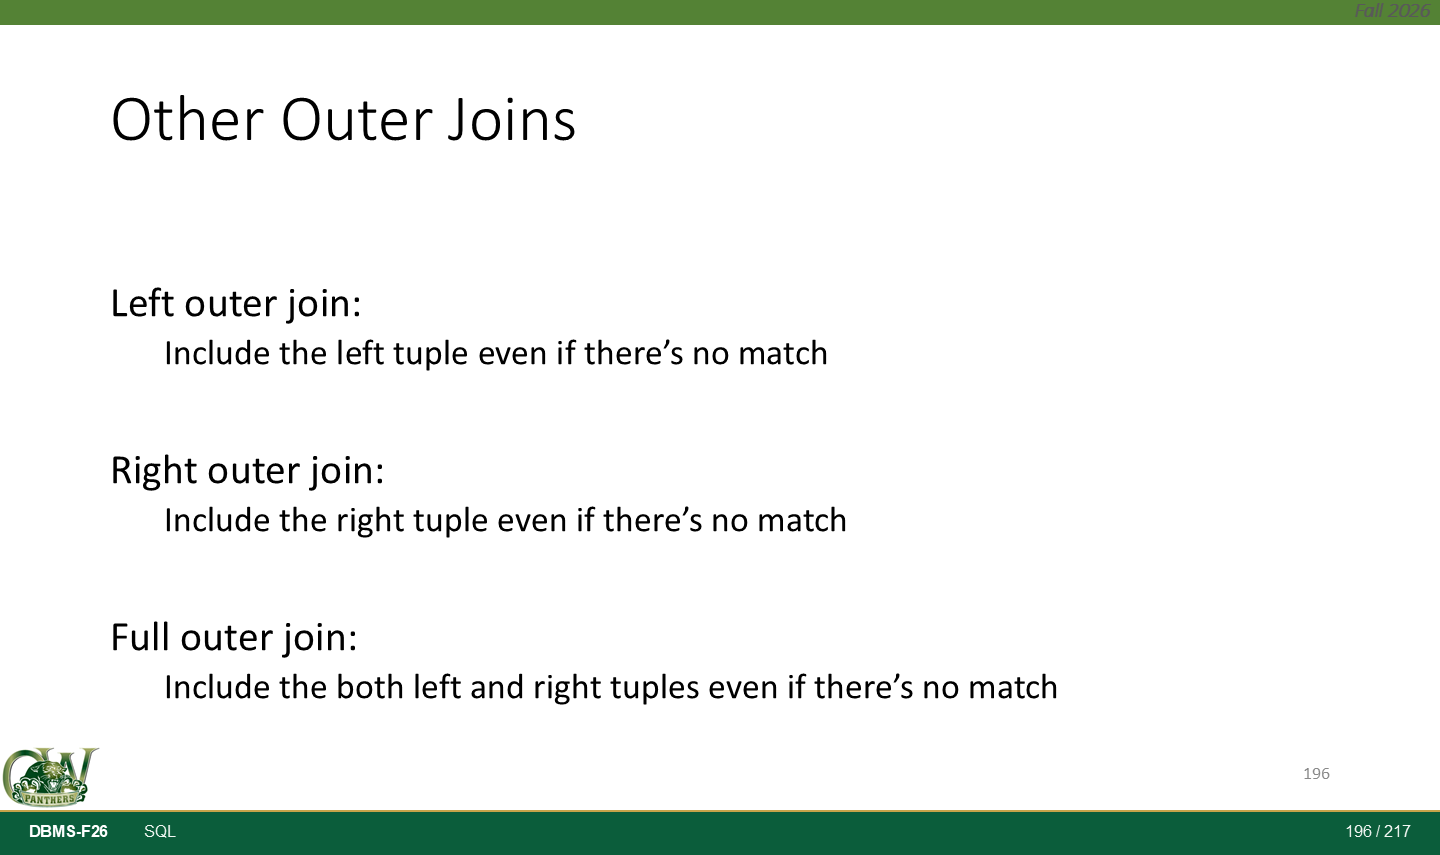 Fall 2026
Other Outer Joins
Left outer join:
Include the left tuple even if there’s no match
Right outer join:
Include the right tuple even if there’s no match
Full outer join:
Include the both left and right tuples even if there’s no match
OW
PANTHERS
196
DBMS-F26 SQL 196 / 217